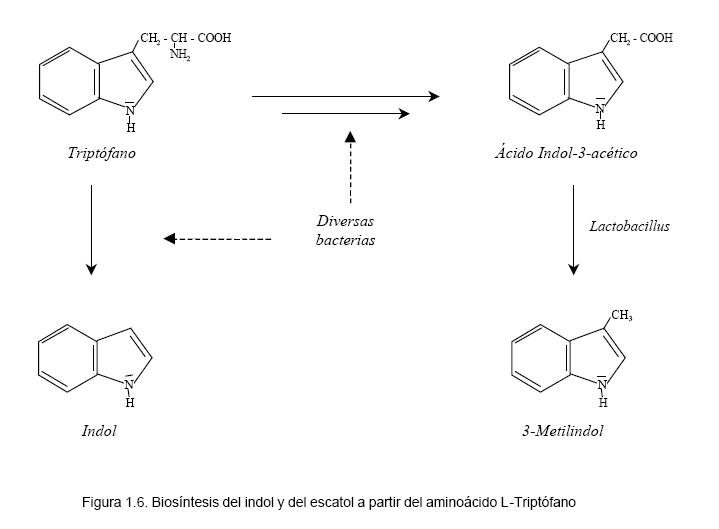 CH₂ - CH - COOH
NH₂
N
H
Triptófano
CH₂ - COOH
N
H
Ácido Indol-3-acético
Diversas
bacterias
Lactobacillus
N
H
Indol
CH₃
N
H
3-Metilindol
Figura 1.6. Biosíntesis del indol y del escatol a partir del aminoácido L-Triptófano